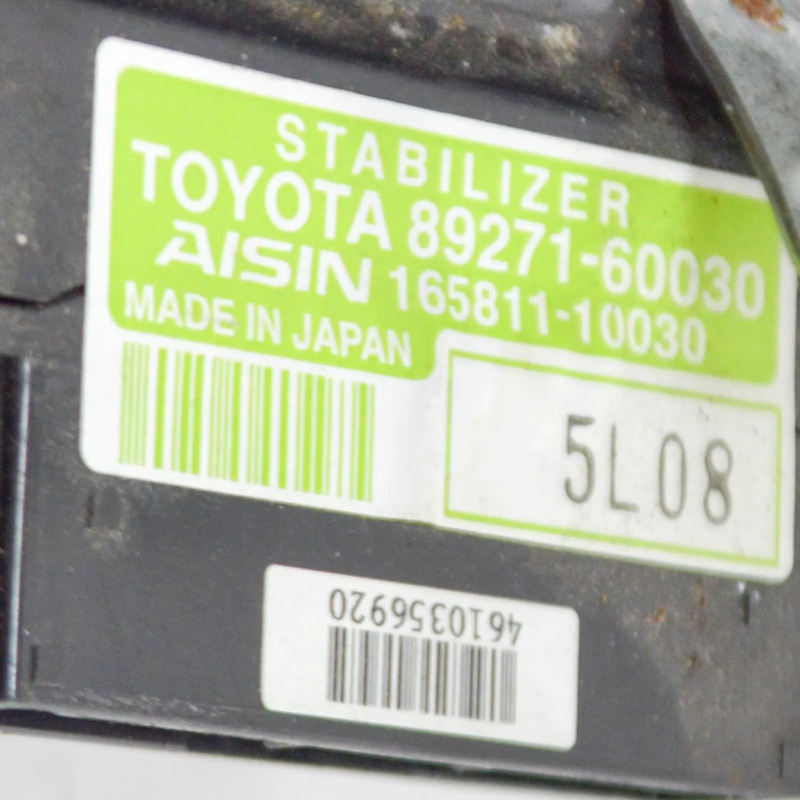 STABILIZER
TOYOTA 89271-60030
AISIN 165811-10030
MADE IN JAPAN
5L08
4610356920